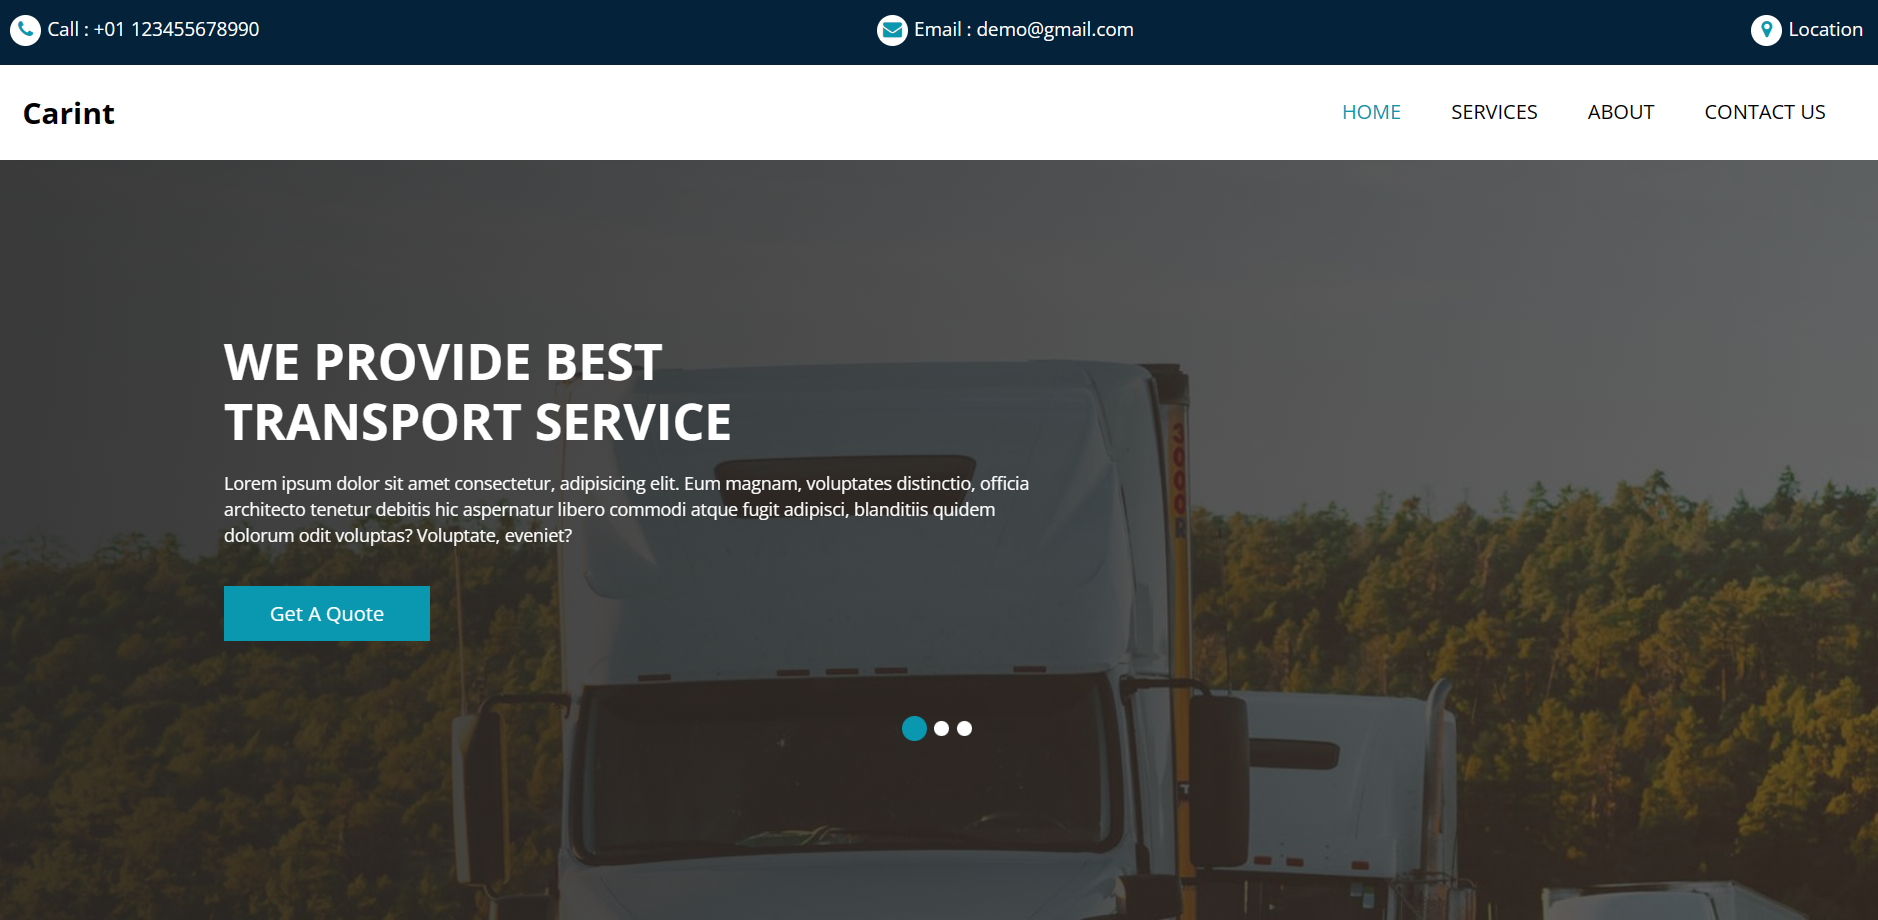 Call : +01 123455678990
Email : demo@gmail.com
Location
Carint
HOME
SERVICES
ABOUT
CONTACT US
WE PROVIDE BEST
TRANSPORT SERVICE
Lorem ipsum dolor sit amet consectetur, adipisicing elit. Eum magnam, voluptates distinctio, officia
architecto tenetur debitis hic aspernatur libero commodi atque fugit adipisci, blanditiis quidem
dolorum odit voluptas? Voluptate, eveniet?
Get A Quote